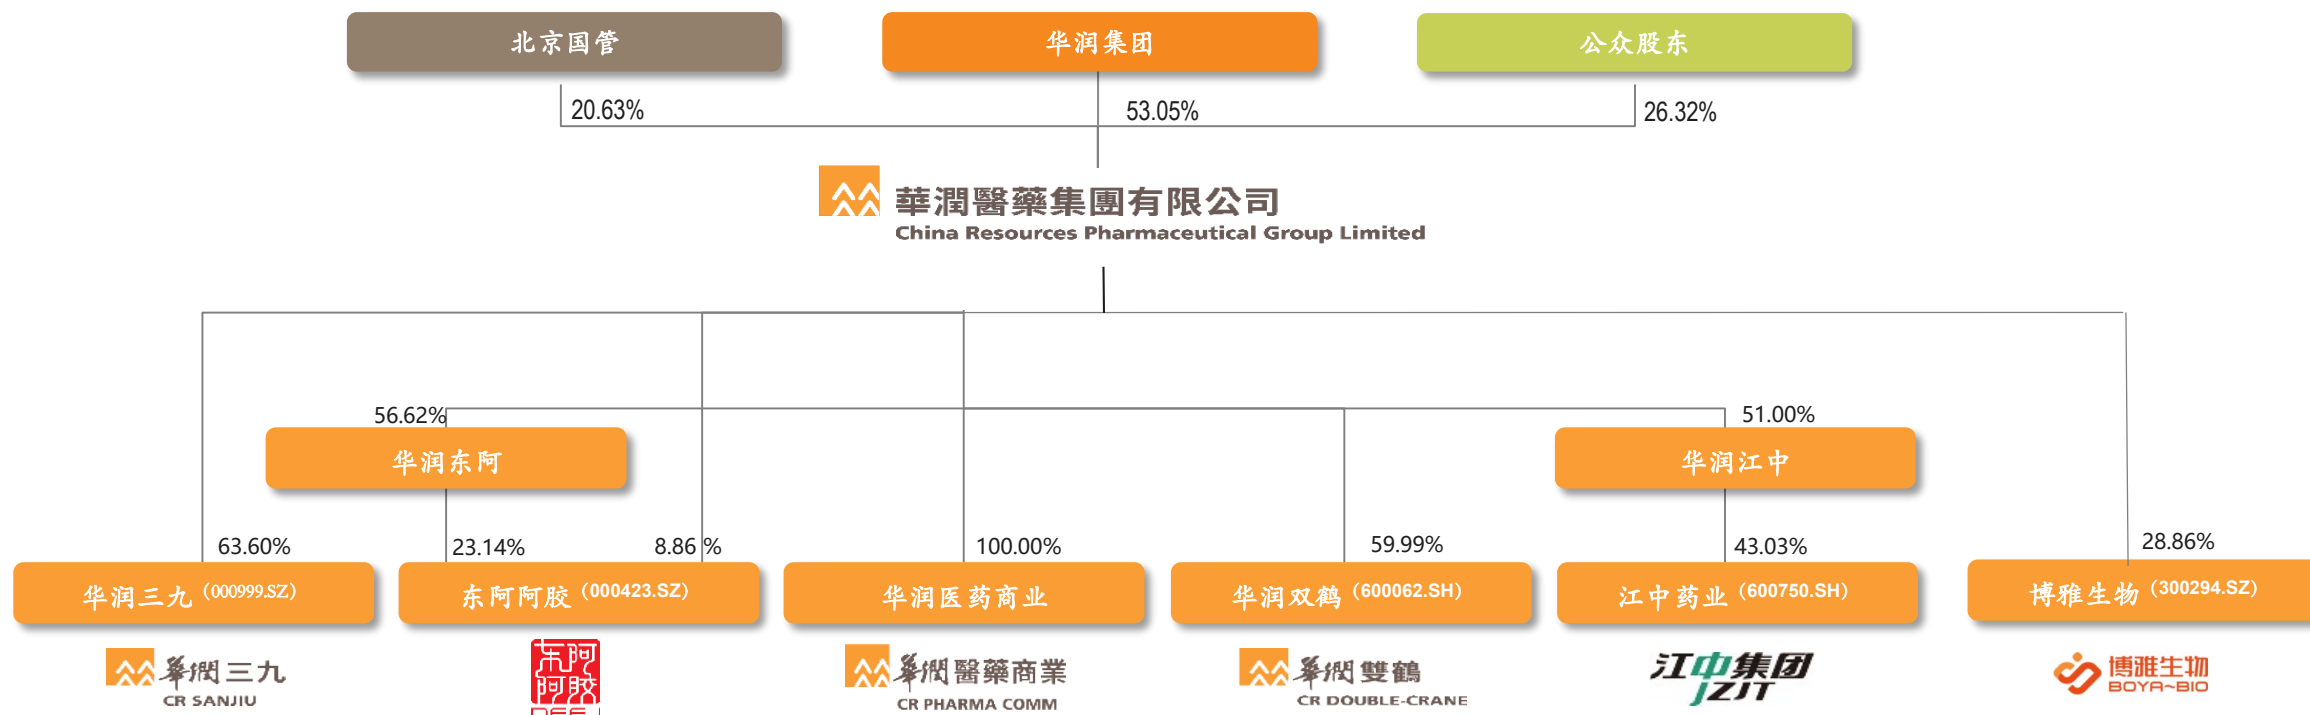 北京国管
华润集团
公众股东
20.63%
53.05%
26.32%
華潤醫藥集團有限公司
China Resources Pharmaceutical Group Limited
56.62%
51.00%
华润东阿
华润江中
63.60%
23.14%
8.86 %
100.00%
59.99%
43.03%
28.86%
华润三九（000999.SZ）
东阿阿胶（000423.SZ）
华润医药商业
华润双鹤（600062.SH）
江中药业（600750.SH）
博雅生物（300294.SZ）
華潤三九
CR SANJIU
东阿
阿胶
華潤醫藥商業
CR PHARMA COMM
華潤雙鶴
CR DOUBLE-CRANE
江中集团
JZJT
博雅生物
BOYA~BIO